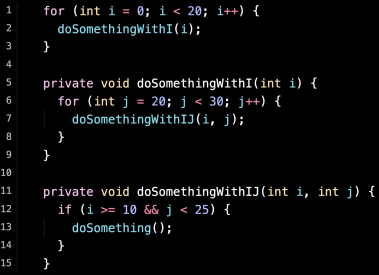 1 for (int i = 0; i < 20; i++) {
2 doSomethingWithI(i);
3 }
4
5 private void doSomethingWithI(int i) {
6 for (int j = 20; j < 30; j++) {
7 doSomethingWithIJ(i, j);
8 }
9 }
10
11 private void doSomethingWithIJ(int i, int j) {
12 if (i >= 10 && j < 25) {
13 doSomething();
14 }
15 }